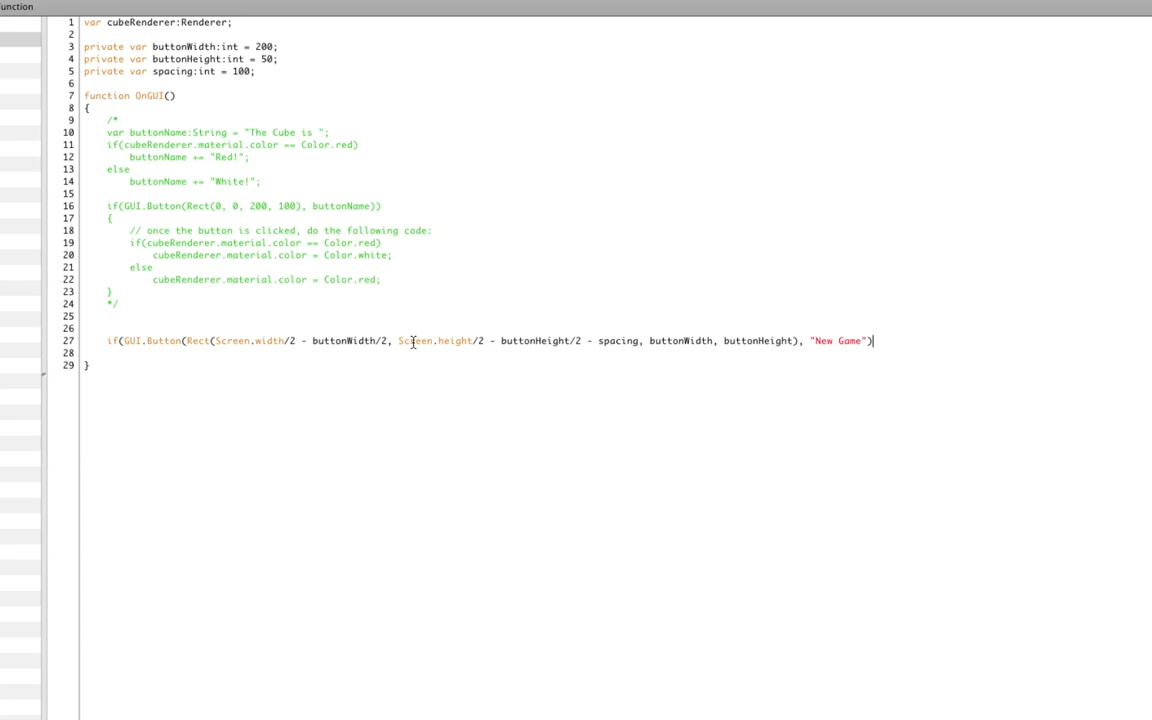 unction
1 var cubeRenderer:Renderer;
2
3 private var buttonWidth:int = 200;
4 private var buttonHeight:int = 50;
5 private var spacing:int = 100;
6
7 function OnGUI()
8 {
9 /*
10 var buttonName:String = "The Cube is ";
11 if(cubeRenderer.material.color == Color.red)
12 buttonName += "Red!";
13 else
14 buttonName += "White!";
15
16 if(GUI.Button(Rect(0, 0, 200, 100), buttonName))
17 {
18 // once the button is clicked, do the following code:
19 if(cubeRenderer.material.color == Color.red)
20 cubeRenderer.material.color = Color.white;
21 else
22 cubeRenderer.material.color = Color.red;
23 }
24 */
25
26
27 if(GUI.Button(Rect(Screen.width/2 - buttonWidth/2, Screen.height/2 - buttonHeight/2 - spacing, buttonWidth, buttonHeight), "New Game")
28
29 }